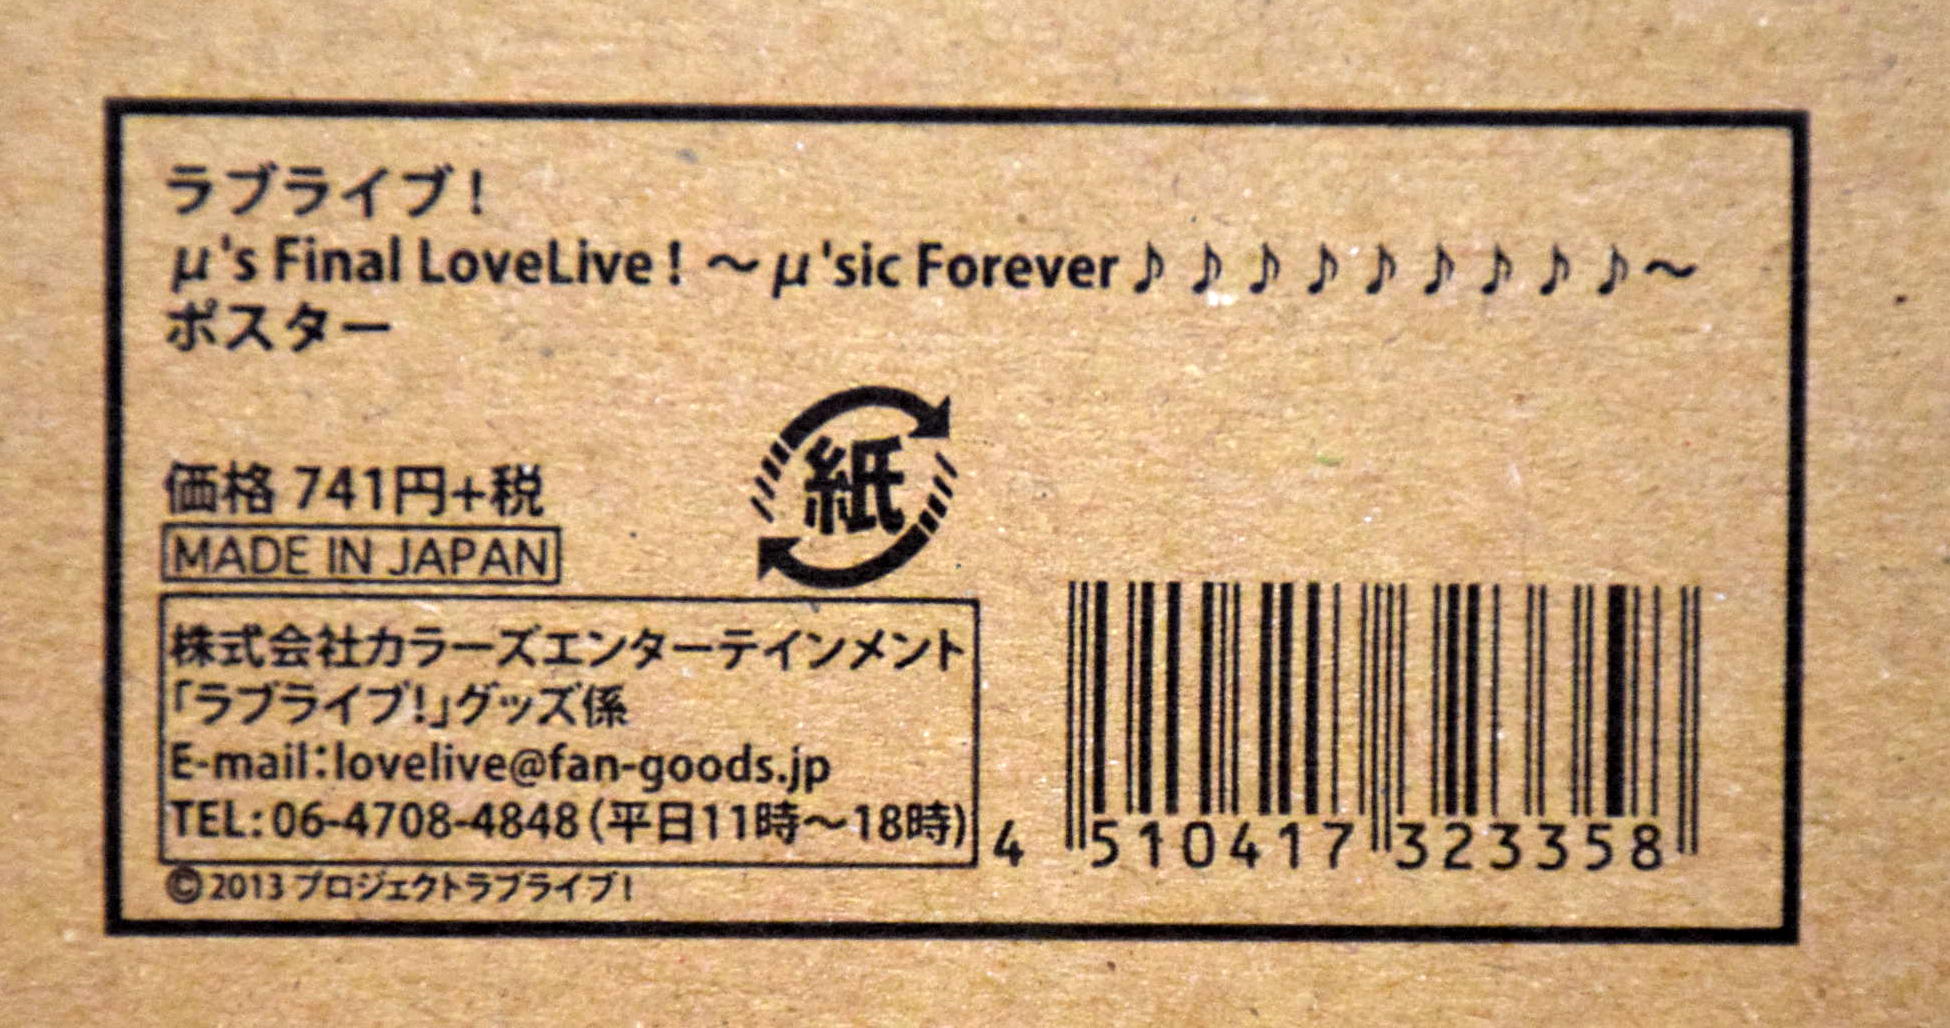 ラブライブ！
μ's Final LoveLive！～μ'sic Forever♪♪♪♪♪♪♪♪♪～
ポスター
価格 741円+税
紙
MADE IN JAPAN
株式会社カラーズエンターテインメント
「ラブライブ!」グッズ係
E-mail：lovelive@fan-goods.jp
TEL：06-4708-4848（平日11時～18時）
4 510417 323358
©2013 プロジェクトラブライブ！